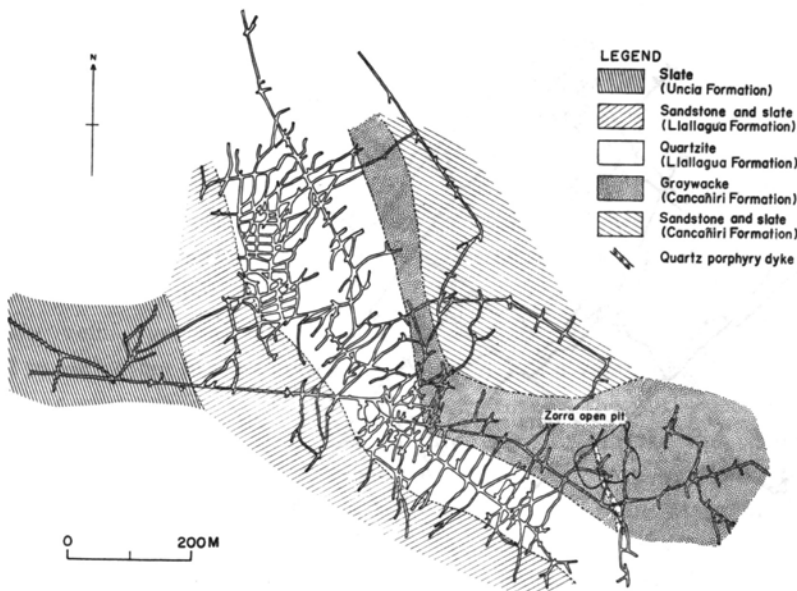 N
LEGEND
Slate
(Uncia Formation)
Sandstone and slate
(Llallagua Formation)
Quartzite
(Llallagua Formation)
Graywacke
(Cancañiri Formation)
Sandstone and slate
(Cancañiri Formation)
Quartz porphyry dyke
Zorra open pit
0 200M